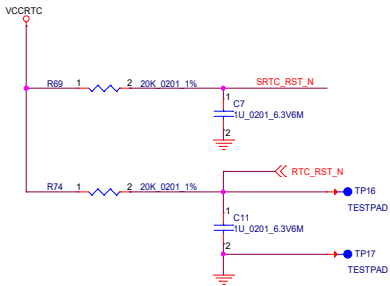 VCCRTC
R69 1 2 20K_0201_1% SRTC_RST_N
1
C7
1U_0201_6.3V6M
2
RTC_RST_N
R74 1 2 20K_0201_1% TP16
TESTPAD
1
C11
1U_0201_6.3V6M
2
TP17
TESTPAD